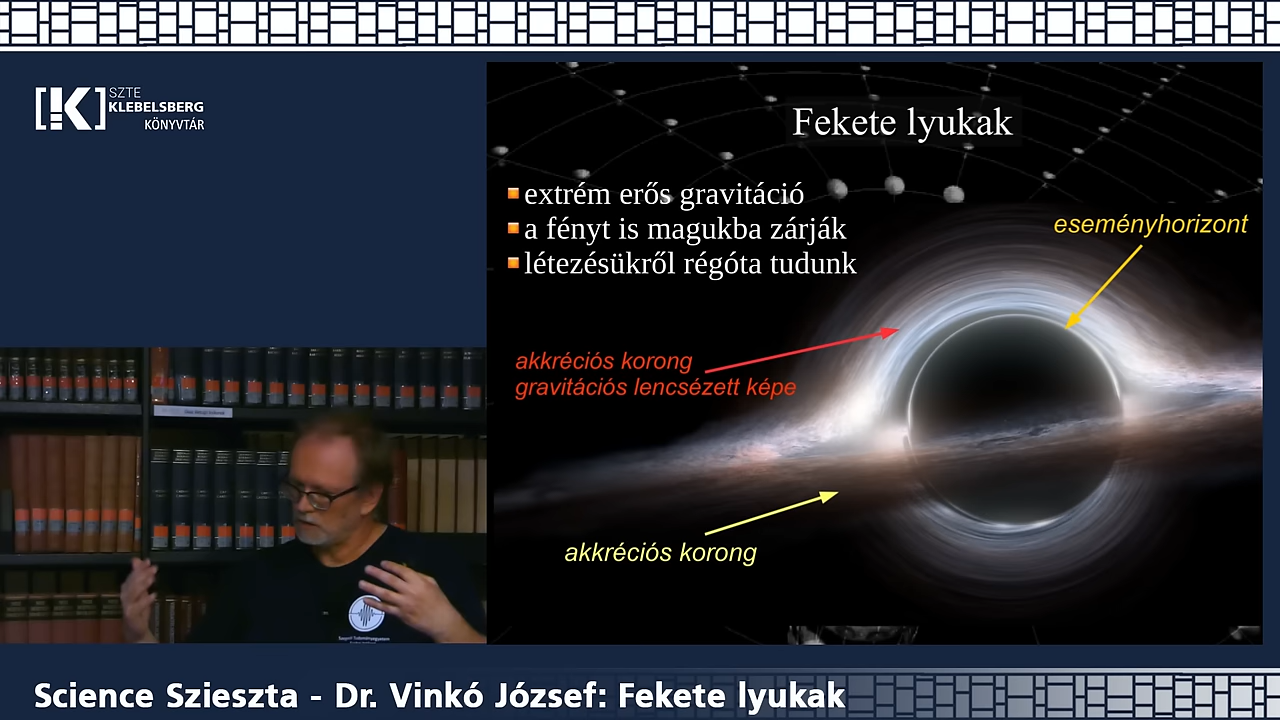 SZTE
KLEBELSBERG
KÖNYVTÁR
Fekete lyukak
extrém erős gravitáció
a fényt is magukba zárják
létezésükről régóta tudunk
eseményhorizont
akkréciós korong
gravitációs lencsézett képe
akkréciós korong
Science Szieszta - Dr. Vinkó József: Fekete lyukak